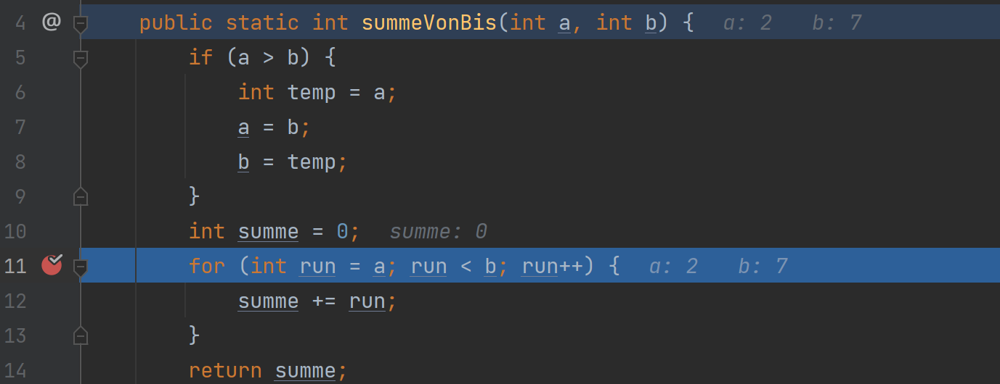 4 @ public static int summeVonBis(int a, int b) { a: 2 b: 7
5 if (a > b) {
6 int temp = a;
7 a = b;
8 b = temp;
9 }
10 int summe = 0; summe: 0
11 for (int run = a; run < b; run++) { a: 2 b: 7
12 summe += run;
13 }
14 return summe;